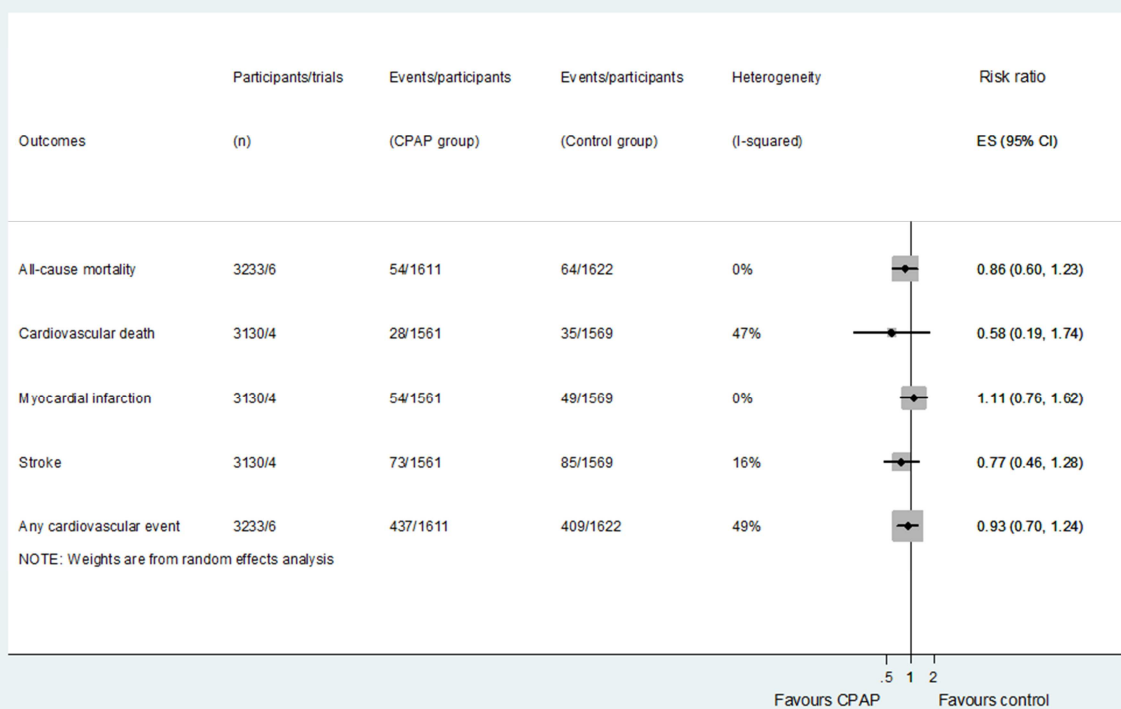 Participants/trials Events/participants Events/participants Heterogeneity Risk ratio
Outcomes (n) (CPAP group) (Control group) (I-squared) ES (95% CI)
All-cause mortality 3233/6 54/1611 64/1622 0% 0.86 (0.60, 1.23)
Cardiovascular death 3130/4 28/1561 35/1569 47% 0.58 (0.19, 1.74)
Myocardial infarction 3130/4 54/1561 49/1569 0% 1.11 (0.76, 1.62)
Stroke 3130/4 73/1561 85/1569 16% 0.77 (0.46, 1.28)
Any cardiovascular event 3233/6 437/1611 409/1622 49% 0.93 (0.70, 1.24)
NOTE: Weights are from random effects analysis
.5 1 2
Favours CPAP Favours control